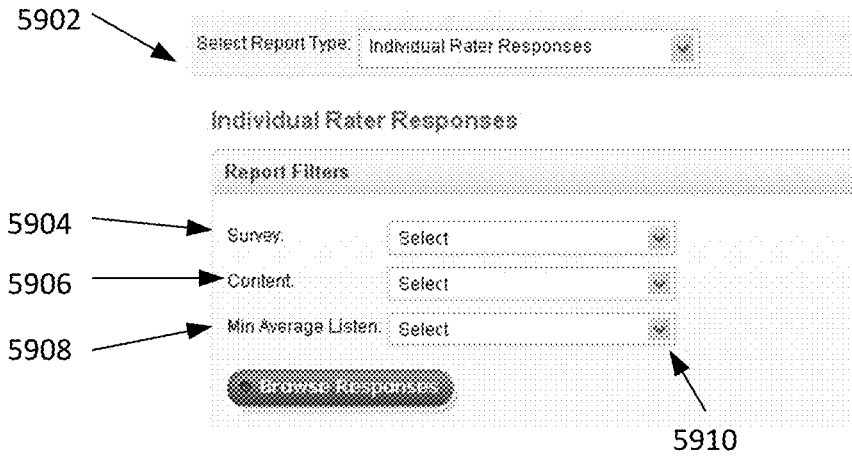 5902
Select Report Type: Individual Rater Responses
Individual Rater Responses
Report Filters
5904
Survey: Select
5906
Content: Select
5908
Min Average Listen: Select
Browse Responses
5910